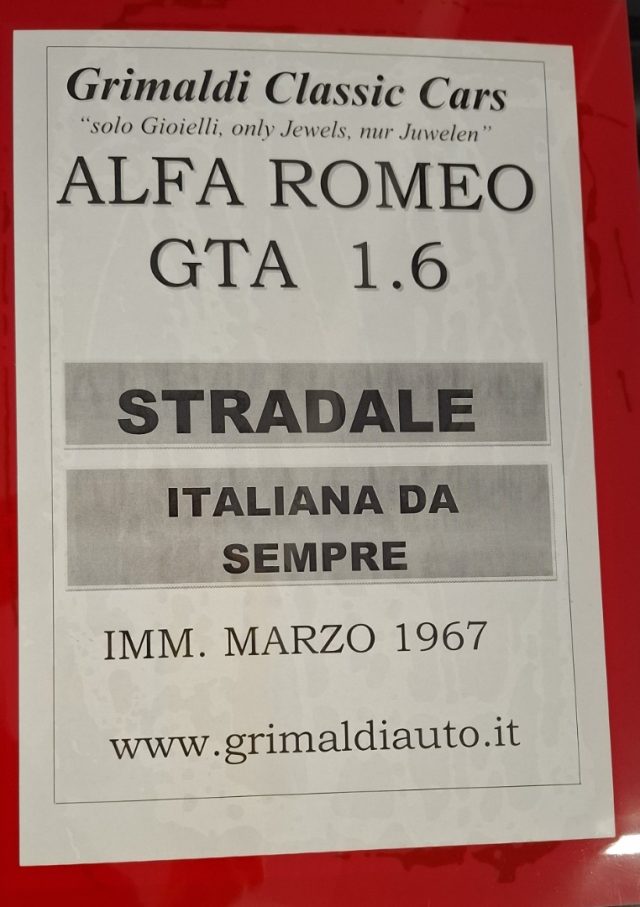 Grimaldi Classic Cars
“solo Gioielli, only Jewels, nur Juwelen”
ALFA ROMEO
GTA 1.6
STRADALE
ITALIANA DA
SEMPRE
IMM. MARZO 1967
www.grimaldiauto.it